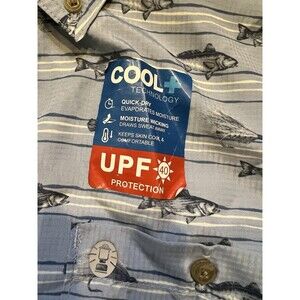 COOL+
TECHNOLOGY
QUICK-DRY
EVAPORATES MOISTURE
MOISTURE WICKING
DRAWS SWEAT AWAY
KEEPS SKIN COOL &
COMFORTABLE
UPF 40
PROTECTION